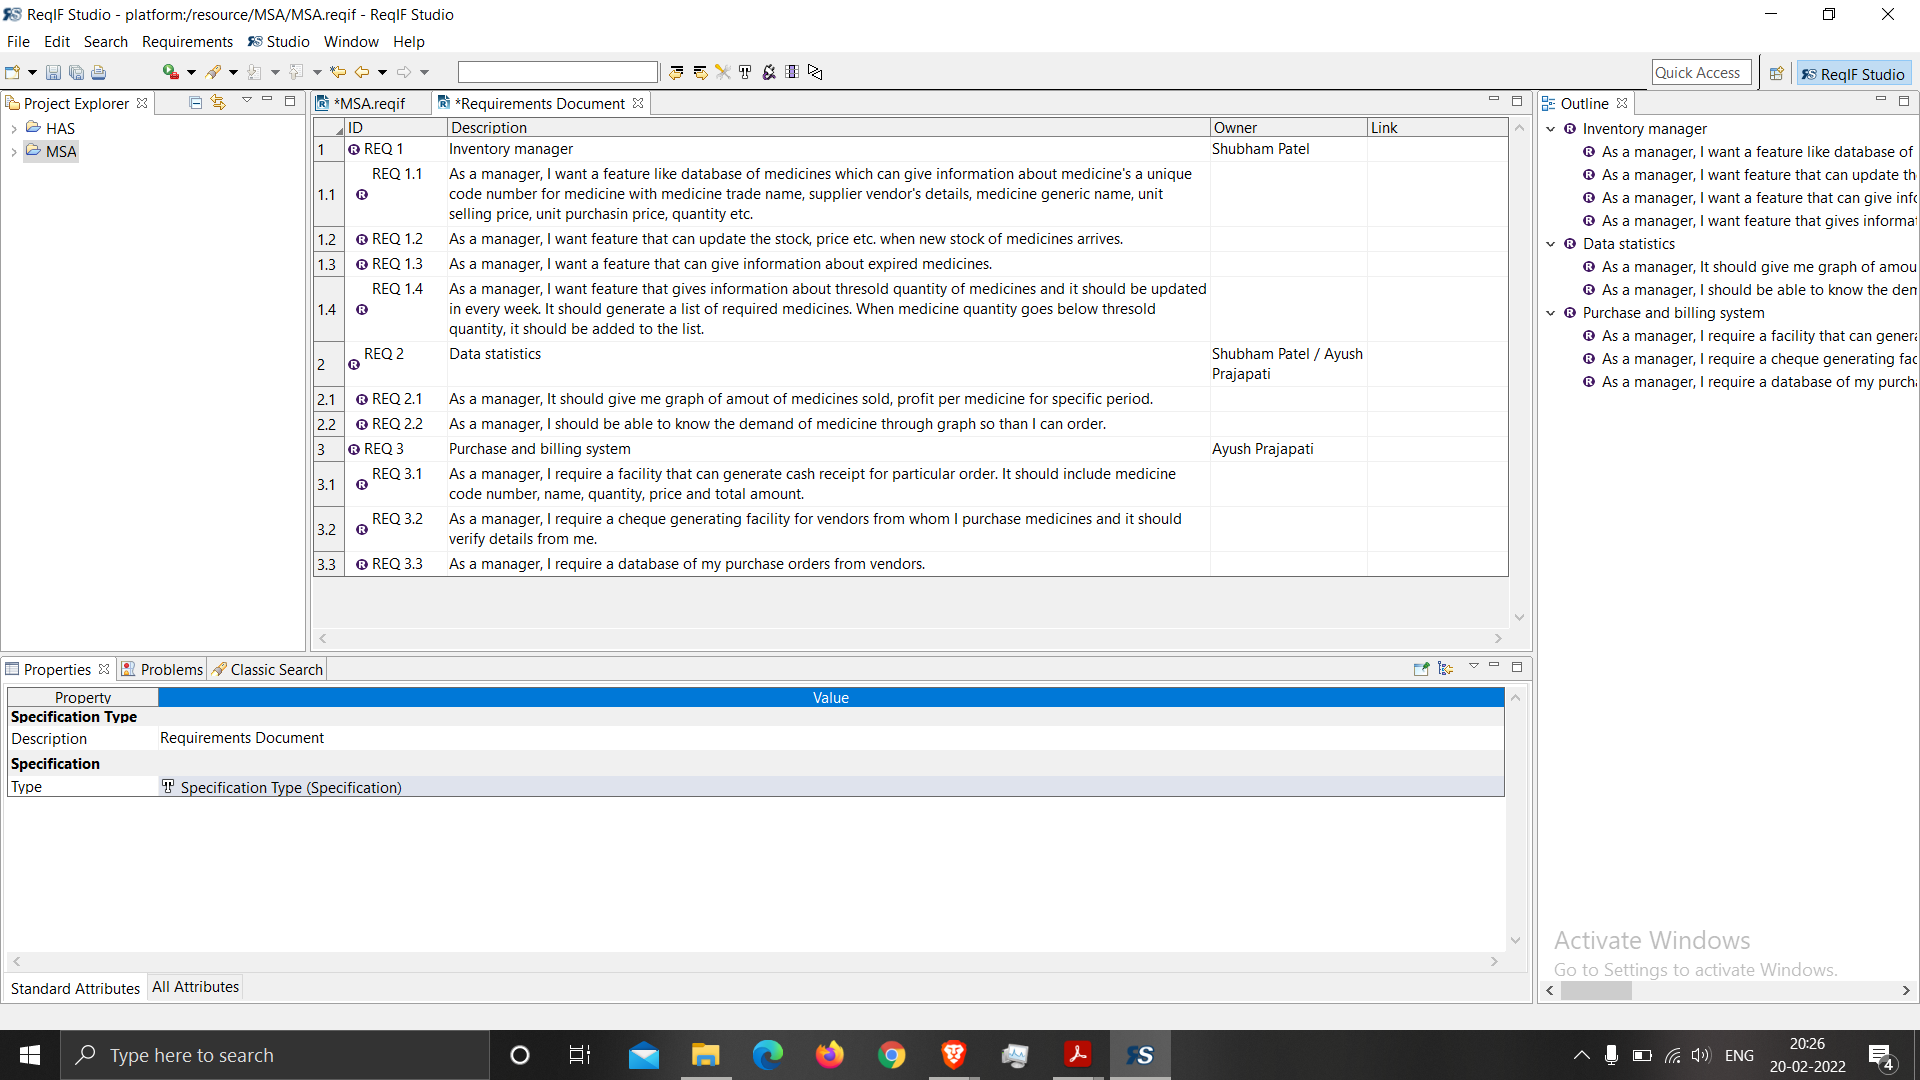 ReqIF Studio - platform:/resource/MSA/MSA.reqif - ReqIF Studio
File Edit Search Requirements Studio Window Help
Quick Access
ReqIF Studio
Project Explorer
HAS
MSA
*MSA.reqif
*Requirements Document
ID Description Owner Link
1 REQ 1 Inventory manager Shubham Patel
1.1 REQ 1.1 As a manager, I want a feature like database of medicines which can give information about medicine's a unique
code number for medicine with medicine trade name, supplier vendor's details, medicine generic name, unit
selling price, unit purchasin price, quantity etc.
1.2 REQ 1.2 As a manager, I want feature that can update the stock, price etc. when new stock of medicines arrives.
1.3 REQ 1.3 As a manager, I want a feature that can give information about expired medicines.
1.4 REQ 1.4 As a manager, I want feature that gives information about thresold quantity of medicines and it should be updated
in every week. It should generate a list of required medicines. When medicine quantity goes below thresold
quantity, it should be added to the list.
2 REQ 2 Data statistics Shubham Patel / Ayush
Prajapati
2.1 REQ 2.1 As a manager, It should give me graph of amout of medicines sold, profit per medicine for specific period.
2.2 REQ 2.2 As a manager, I should be able to know the demand of medicine through graph so than I can order.
3 REQ 3 Purchase and billing system Ayush Prajapati
3.1 REQ 3.1 As a manager, I require a facility that can generate cash receipt for particular order. It should include medicine
code number, name, quantity, price and total amount.
3.2 REQ 3.2 As a manager, I require a cheque generating facility for vendors from whom I purchase medicines and it should
verify details from me.
3.3 REQ 3.3 As a manager, I require a database of my purchase orders from vendors.
Outline
Inventory manager
As a manager, I want a feature like database of
As a manager, I want feature that can update th
As a manager, I want a feature that can give info
As a manager, I want feature that gives informat
Data statistics
As a manager, It should give me graph of amou
As a manager, I should be able to know the den
Purchase and billing system
As a manager, I require a facility that can genera
As a manager, I require a cheque generating fac
As a manager, I require a database of my purch
Properties Problems Classic Search
Property Value
Specification Type
Description Requirements Document
Specification
Type Specification Type (Specification)
Standard Attributes All Attributes
Activate Windows
Go to Settings to activate Windows.
Type here to search
ENG
20:26
20-02-2022
4